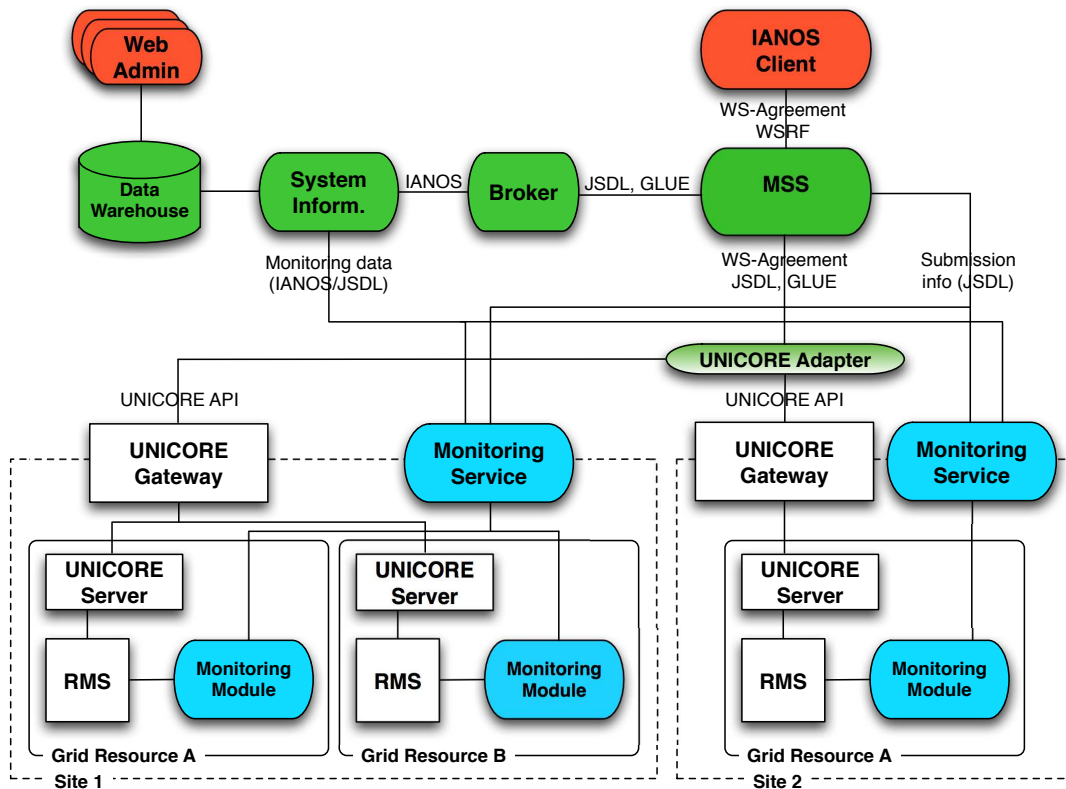 Web
Admin
IANOS
Client
WS-Agreement
WSRF
Data
Warehouse
System
Inform.
IANOS
Broker
JSDL, GLUE
MSS
Monitoring data
(IANOS/JSDL)
WS-Agreement
JSDL, GLUE
Submission
info (JSDL)
UNICORE Adapter
UNICORE API
UNICORE API
UNICORE
Gateway
Monitoring
Service
UNICORE
Gateway
Monitoring
Service
UNICORE
Server
UNICORE
Server
UNICORE
Server
RMS
Monitoring
Module
RMS
Monitoring
Module
RMS
Monitoring
Module
Grid Resource A
Grid Resource B
Grid Resource A
Site 1
Site 2